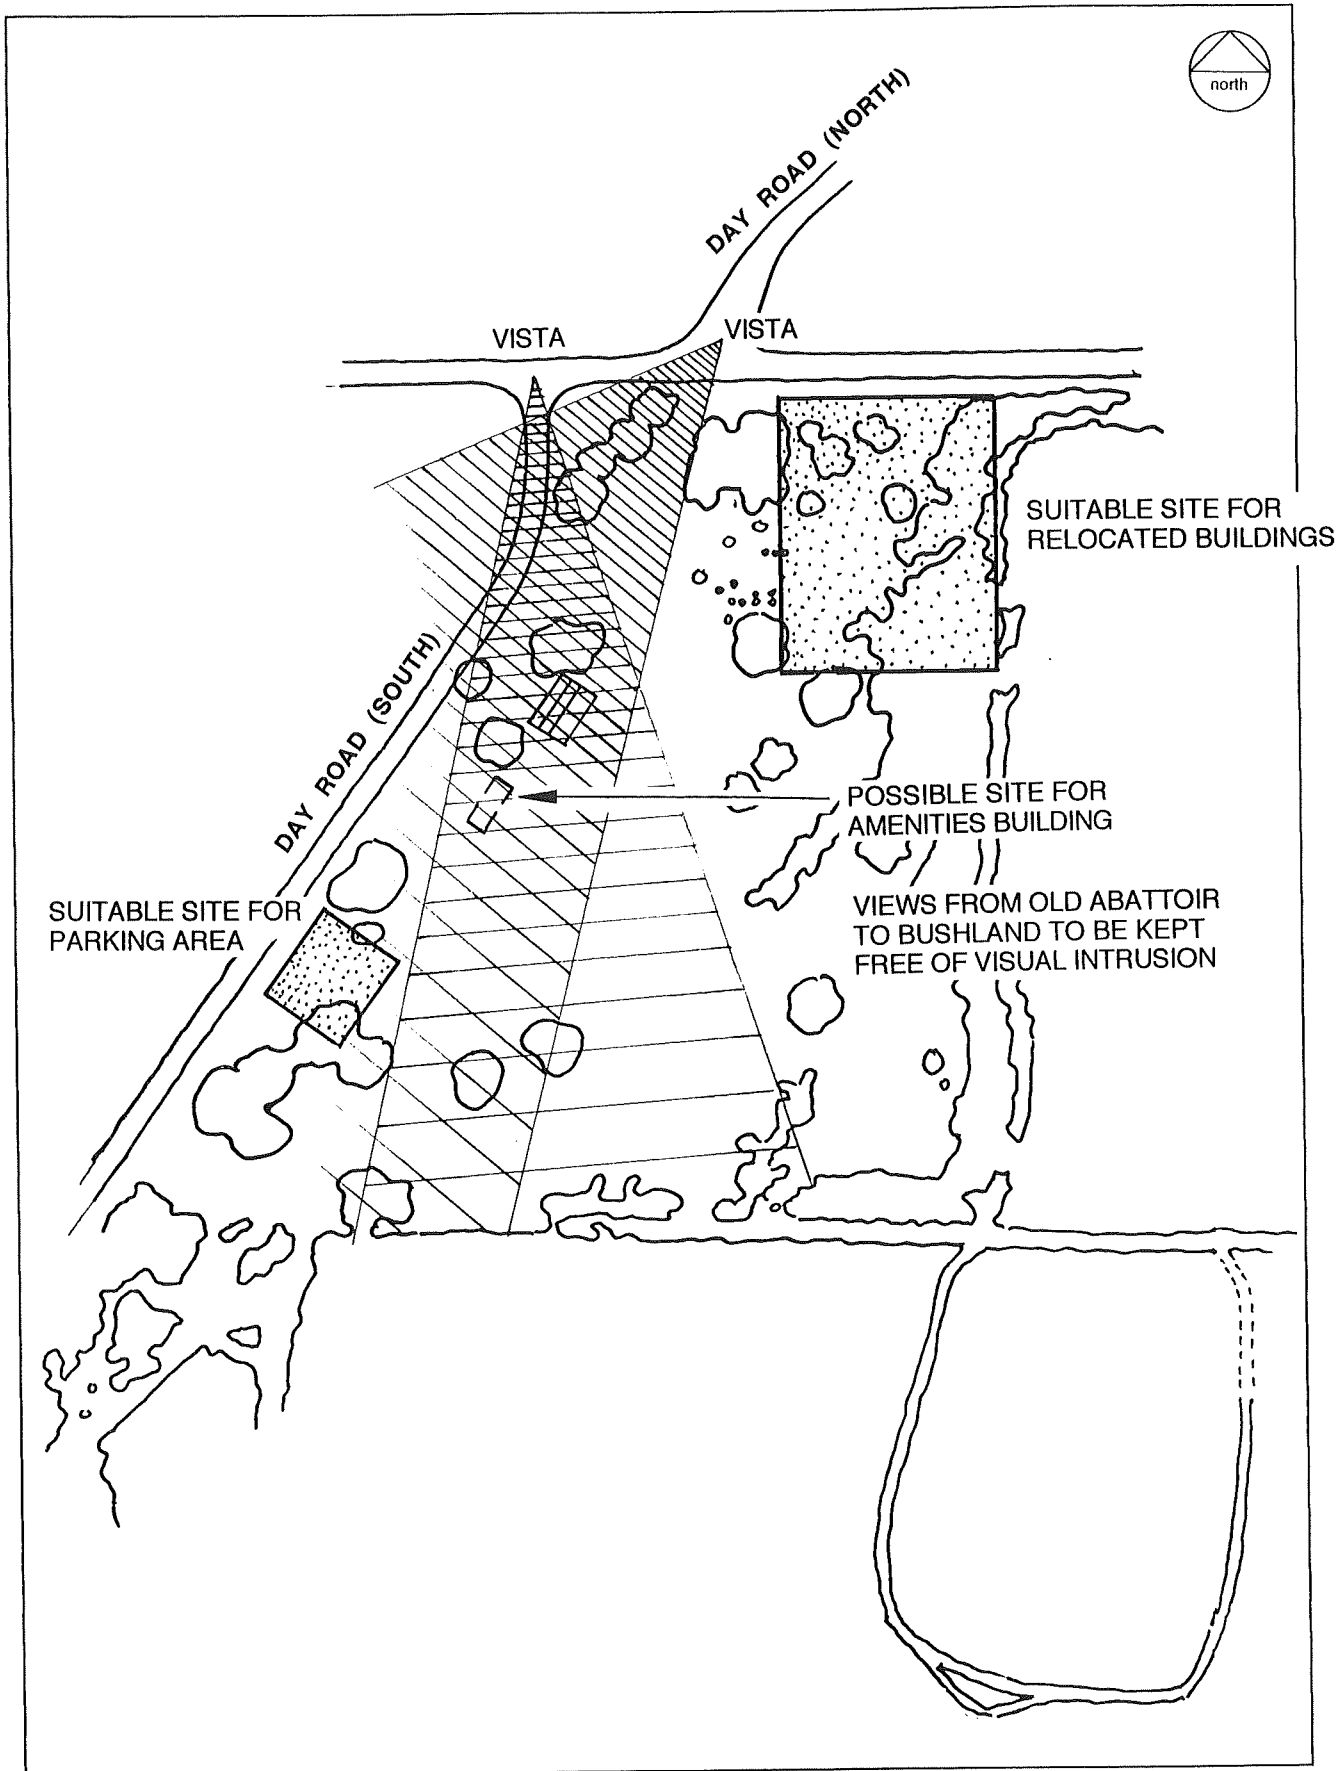 north
DAY ROAD (NORTH)
VISTA
VISTA
SUITABLE SITE FOR
RELOCATED BUILDINGS
DAY ROAD (SOUTH)
POSSIBLE SITE FOR
AMENITIES BUILDING
SUITABLE SITE FOR
PARKING AREA
VIEWS FROM OLD ABATTOIR
TO BUSHLAND TO BE KEPT
FREE OF VISUAL INTRUSION